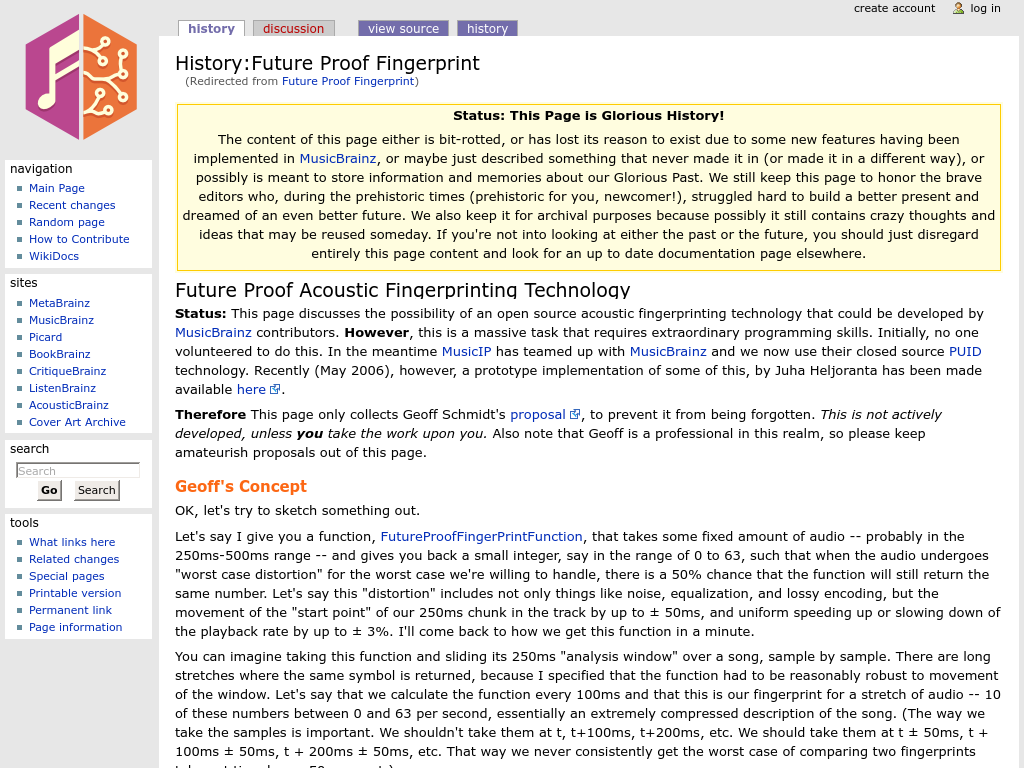 create account
log in
history
discussion
view source
history
History:Future Proof Fingerprint
(Redirected from Future Proof Fingerprint)
Status: This Page is Glorious History!
The content of this page either is bit-rotted, or has lost its reason to exist due to some new features having been
implemented in MusicBrainz, or maybe just described something that never made it in (or made it in a different way), or
possibly is meant to store information and memories about our Glorious Past. We still keep this page to honor the brave
editors who, during the prehistoric times (prehistoric for you, newcomer!), struggled hard to build a better present and
dreamed of an even better future. We also keep it for archival purposes because possibly it still contains crazy thoughts and
ideas that may be reused someday. If you're not into looking at either the past or the future, you should just disregard
entirely this page content and look for an up to date documentation page elsewhere.
Future Proof Acoustic Fingerprinting Technology
Status: This page discusses the possibility of an open source acoustic fingerprinting technology that could be developed by
MusicBrainz contributors. However, this is a massive task that requires extraordinary programming skills. Initially, no one
volunteered to do this. In the meantime MusicIP has teamed up with MusicBrainz and we now use their closed source PUID
technology. Recently (May 2006), however, a prototype implementation of some of this, by Juha Heljoranta has been made
available here.
Therefore This page only collects Geoff Schmidt's proposal, to prevent it from being forgotten. This is not actively
developed, unless you take the work upon you. Also note that Geoff is a professional in this realm, so please keep
amateurish proposals out of this page.
Geoff's Concept
OK, let's try to sketch something out.
Let's say I give you a function, FutureProofFingerPrintFunction, that takes some fixed amount of audio -- probably in the
250ms-500ms range -- and gives you back a small integer, say in the range of 0 to 63, such that when the audio undergoes
"worst case distortion" for the worst case we're willing to handle, there is a 50% chance that the function will still return the
same number. Let's say this "distortion" includes not only things like noise, equalization, and lossy encoding, but the
movement of the "start point" of our 250ms chunk in the track by up to ± 50ms, and uniform speeding up or slowing down of
the playback rate by up to ± 3%. I'll come back to how we get this function in a minute.
You can imagine taking this function and sliding its 250ms "analysis window" over a song, sample by sample. There are long
stretches where the same symbol is returned, because I specified that the function had to be reasonably robust to movement
of the window. Let's say that we calculate the function every 100ms and that this is our fingerprint for a stretch of audio -- 10
of these numbers between 0 and 63 per second, essentially an extremely compressed description of the song. (The way we
take the samples is important. We shouldn't take them at t, t+100ms, t+200ms, etc. We should take them at t ± 50ms, t +
100ms ± 50ms, t + 200ms ± 50ms, etc. That way we never consistently get the worst case of comparing two fingerprints
navigation
Main Page
Recent changes
Random page
How to Contribute
WikiDocs
sites
MetaBrainz
MusicBrainz
Picard
BookBrainz
CritiqueBrainz
ListenBrainz
AcousticBrainz
Cover Art Archive
search
Search
Go
Search
tools
What links here
Related changes
Special pages
Printable version
Permanent link
Page information